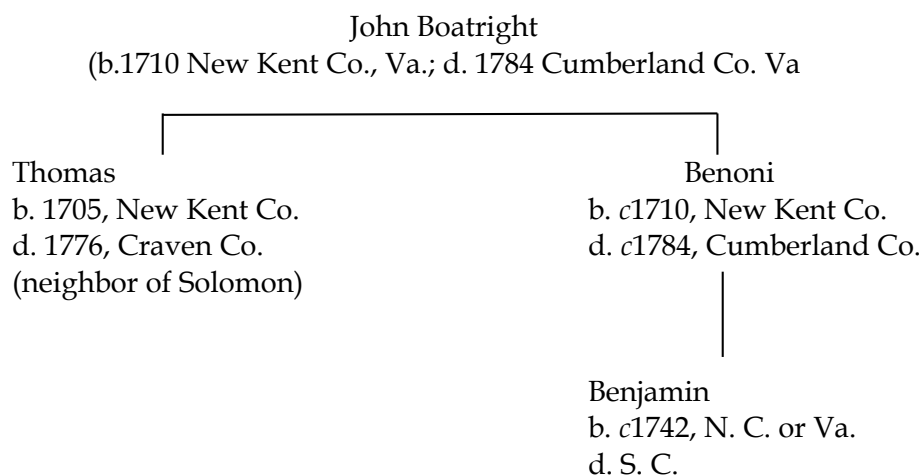 John Boatright
(b.1710 New Kent Co., Va.; d. 1784 Cumberland Co. Va
Thomas
b. 1705, New Kent Co.
d. 1776, Craven Co.
(neighbor of Solomon)
Benoni
b. c1710, New Kent Co.
d. c1784, Cumberland Co.
Benjamin
b. c1742, N. C. or Va.
d. S. C.